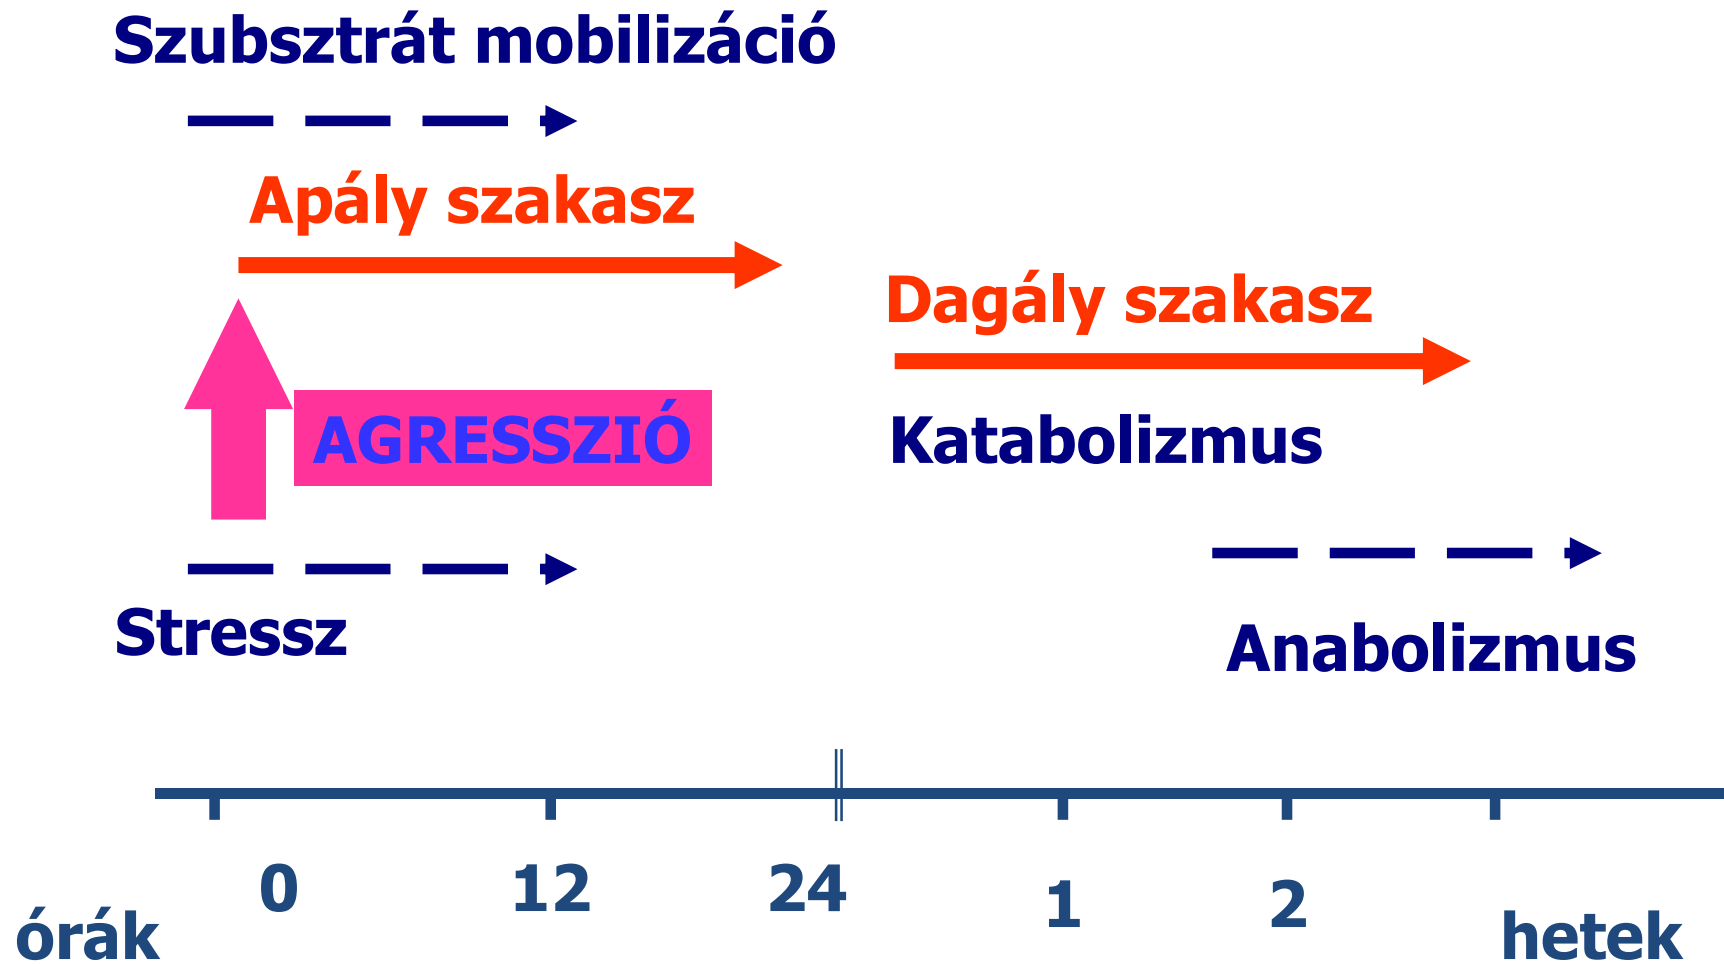 Szubsztrát mobilizáció
Apály szakasz
Dagály szakasz
AGRESSZIÓ
Katabolizmus
Stressz
Anabolizmus
0 12 24 1 2
órák hetek